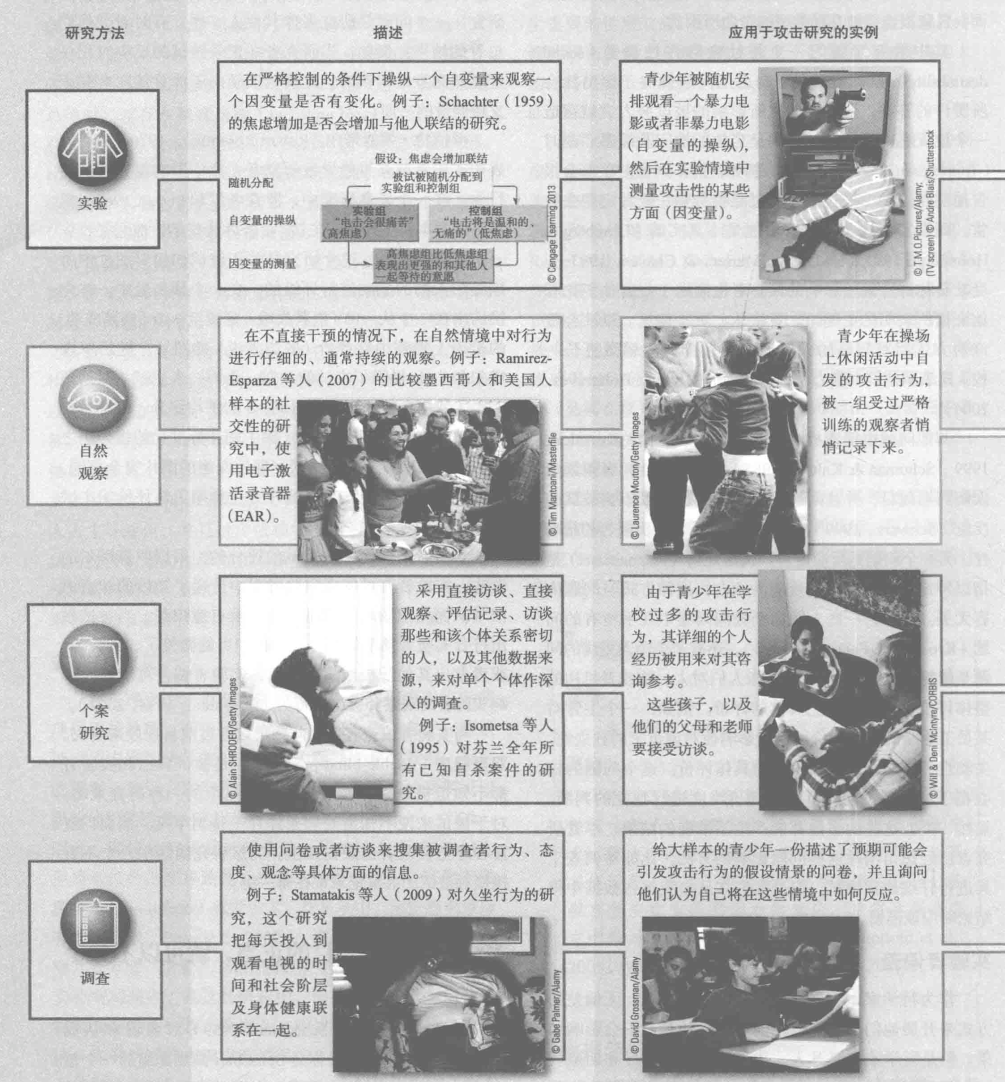 研究方法
描述
应用于攻击研究的实例
实验
在严格控制的条件下操纵一个自变量来观察一
个因变量是否有变化。例子：Schachter（1959）
的焦虑增加是否会增加与他人联结的研究。
假设：焦虑会增加联结
随机分配
被试被随机分配到
实验组和控制组
自变量的操纵
实验组
“电击会很痛苦”
（高焦虑）
控制组
“电击将是温和的、
无痛的”（低焦虑）
因变量的测量
高焦虑组比低焦虑组
表现出更强的和其他人
一起等待的意愿
© Cengage Learning 2013
青少年被随机安
排观看一个暴力电
影或者非暴力电影
（自变量的操纵），
然后在实验情境中
测量攻击性的某些
方面（因变量）。
© T.M.O.Pictures/Alamy;
(TV screen) © Andre Blais/Shutterstock
自然
观察
在不直接干预的情况下，在自然情境中对行为
进行仔细的、通常持续的观察。例子：Ramirez-
Esparza 等人（2007）的比较墨西哥人和美国人
样本的社
交性的研
究中，使
用电子激
活录音器
（EAR）。
© Tim Mantoani/Masterfile
© Laurence Mouton/Getty Images
青少年在操场
上休闲活动中自
发的攻击行为，
被一组受过严格
训练的观察者悄
悄记录下来。
个案
研究
© Alain SHRODER/Getty Images
采用直接访谈、直接
观察、评估记录、访谈
那些和该个体关系密切
的人，以及其他数据来
源，来对单个个体作深
入的调查。
例子：Isometsa 等人
（1995）对芬兰全年所
有已知自杀案件的研
究。
由于青少年在学
校过多的攻击行
为，其详细的个人
经历被用来对其咨
询参考。
这些孩子，以及
他们的父母和老师
要接受访谈。
© Will & Deni McIntyre/CORBIS
调查
使用问卷或者访谈来搜集被调查者行为、态
度、观念等具体方面的信息。
例子：Stamatakis 等人（2009）对久坐行为的研
究，这个研究
把每天投入到
观看电视的时
间和社会阶层
及身体健康联
系在一起。
© Gabe Palmer/Alamy
给大样本的青少年一份描述了预期可能会
引发攻击行为的假设情景的问卷，并且询问
他们认为自己将在这些情境中如何反应。
© David Grossman/Alamy